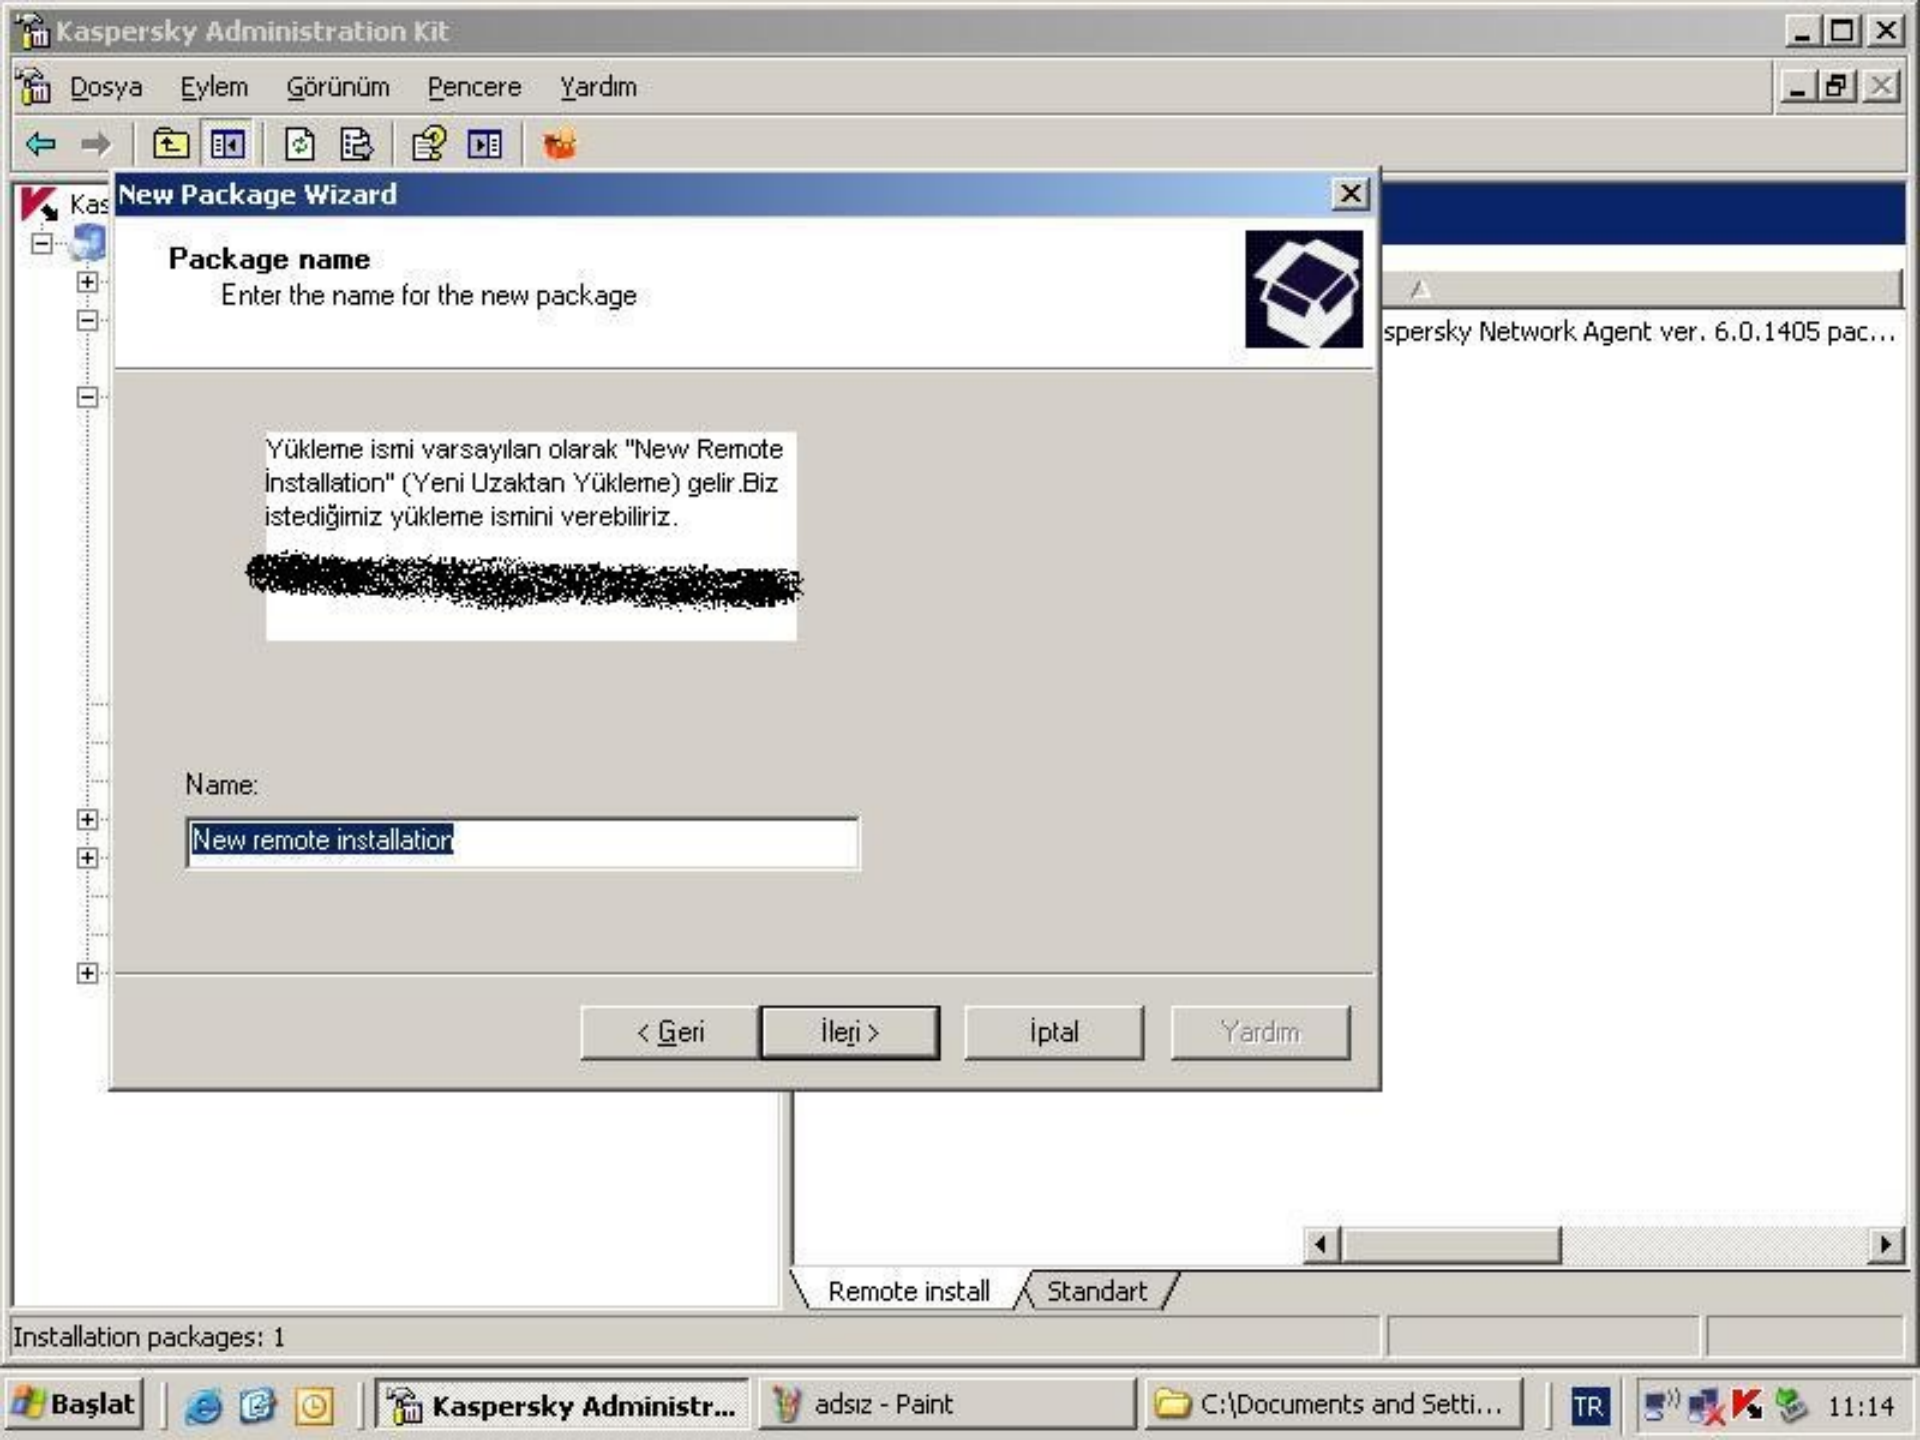 Kaspersky Administration Kit
Dosya Eylem Görünüm Pencere Yardım
Kas
New Package Wizard
Package name
Enter the name for the new package
spersky Network Agent ver. 6.0.1405 pac...
Yükleme ismi varsayılan olarak "New Remote
İnstallation" (Yeni Uzaktan Yükleme) gelir.Biz
istediğimiz yükleme ismini verebiliriz.
Name:
New remote installation
< Geri İleri > İptal Yardım
Remote install Standart
Installation packages: 1
Başlat Kaspersky Administr... adsız - Paint C:\Documents and Setti... TR 11:14